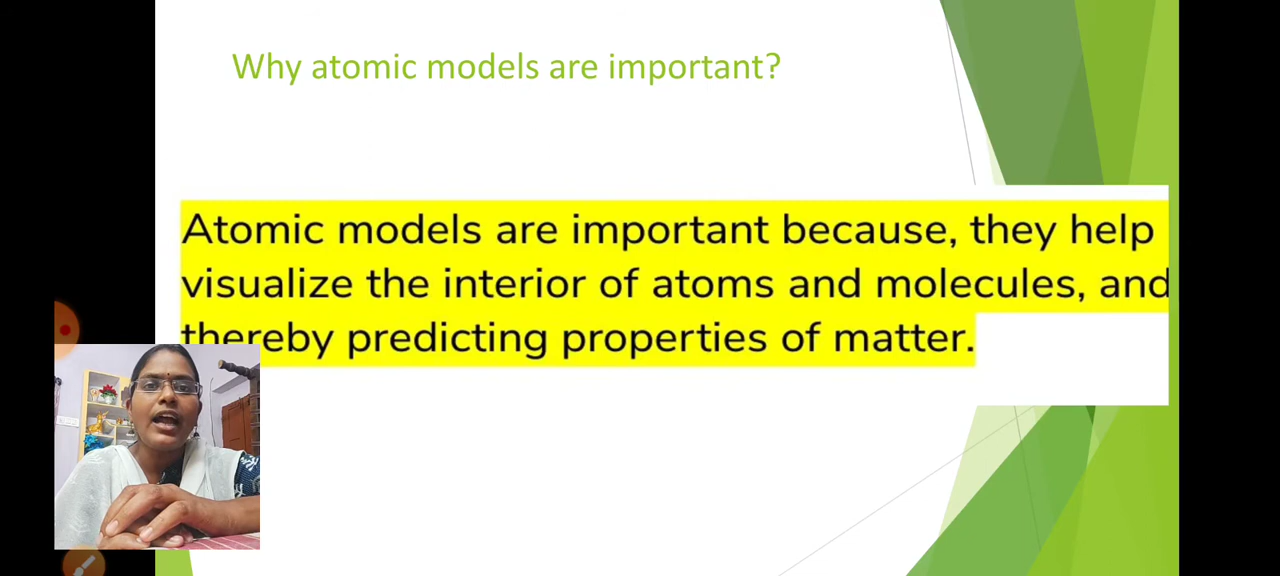 Why atomic models are important?
Atomic models are important because, they help
visualize the interior of atoms and molecules, and
thereby predicting properties of matter.